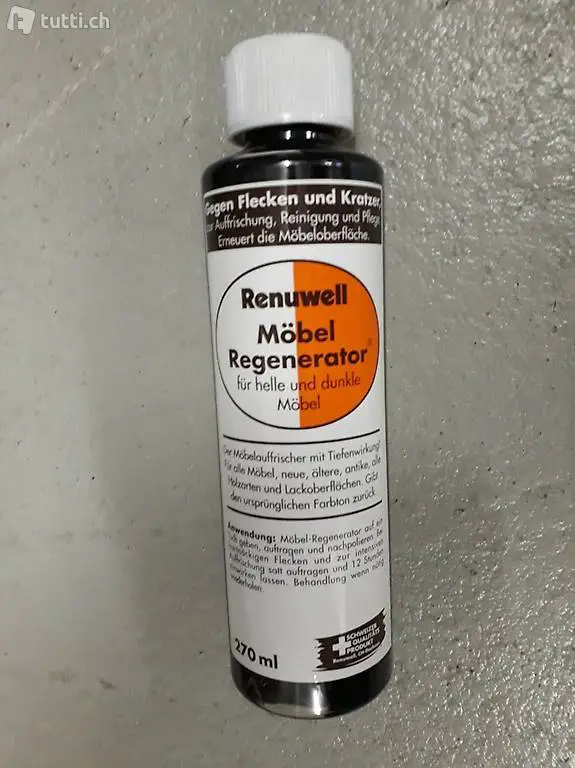 tutti.ch
Gegen Flecken und Kratzer,
zur Auffrischung, Reinigung und Pflege
Erneuert die Möbeloberfläche.
Renuwell
Möbel
Regenerator®
für helle und dunkle
Möbel
Der Möbelauffrischer mit Tiefenwirkung!
Für alle Möbel, neue, ältere, antike, alle
Holzarten und Lackoberflächen. Gibt
den ursprünglichen Farbton zurück.
Anwendung: Möbel-Regenerator auf ein
Tuch geben, auftragen und nachpolieren. Bei
hartnäckigen Flecken und zur intensiven
Auffrischung satt auftragen und 12 Stunden
einwirken lassen. Behandlung wenn nötig
wiederholen.
270 ml
SCHWEIZER
QUALITÄTS
PRODUKT
Renuwell, CH-